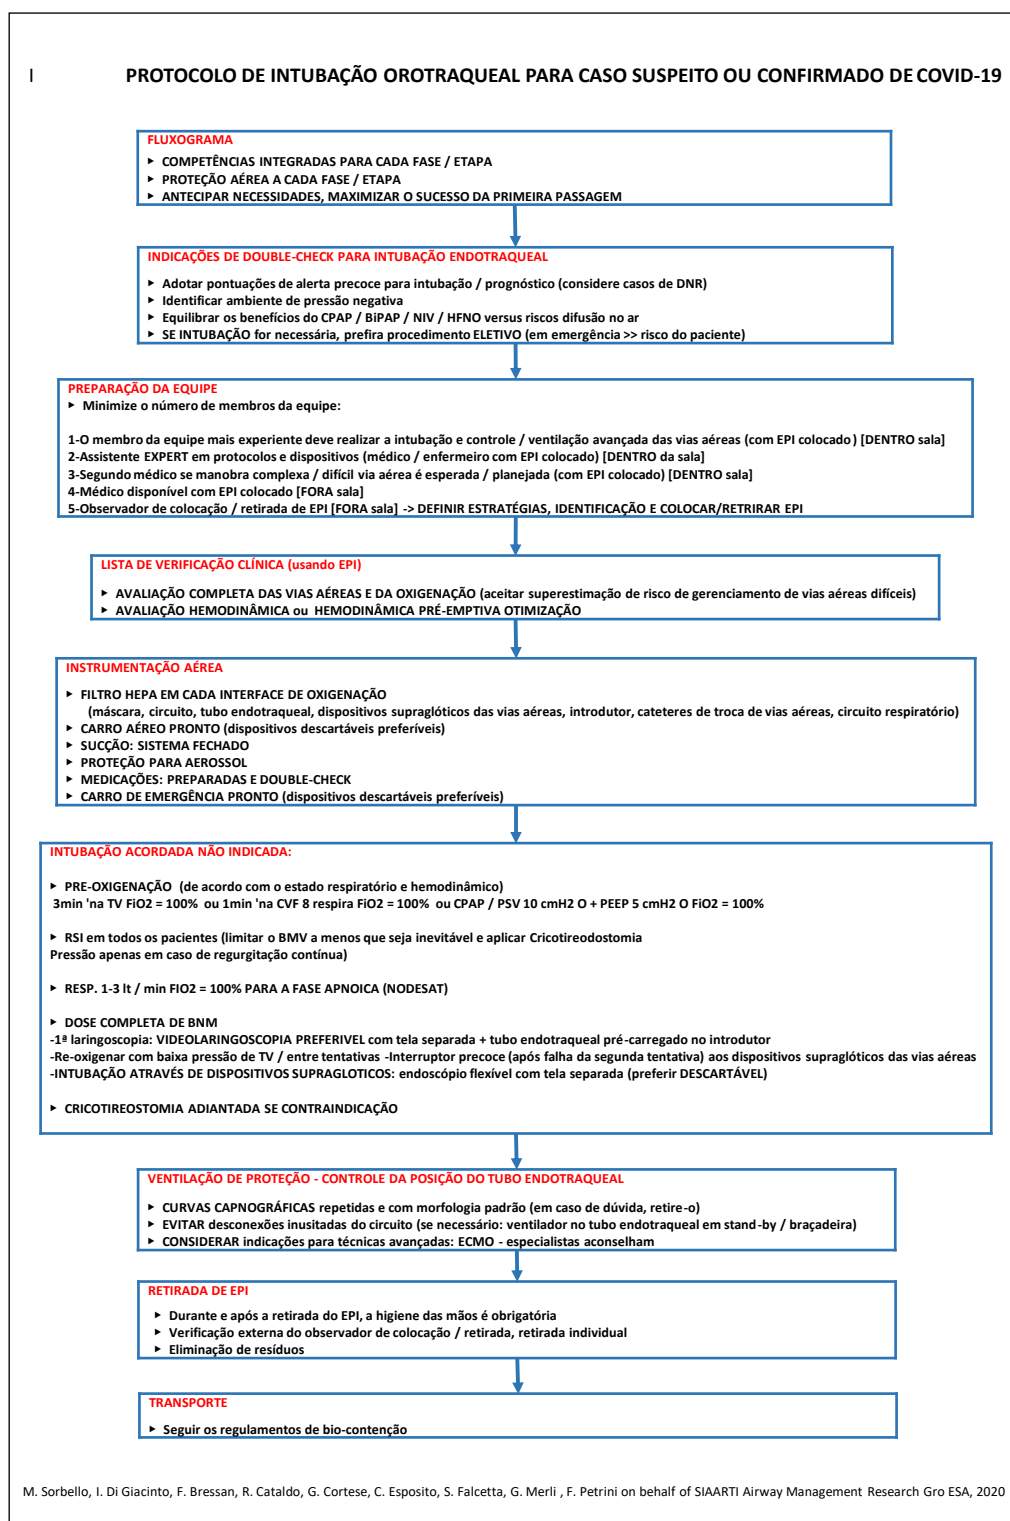 I
PROTOCOLO DE INTUBAÇÃO OROTRAQUEAL PARA CASO SUSPEITO OU CONFIRMADO DE COVID-19
FLUXOGRAMA
▶ COMPETÊNCIAS INTEGRADAS PARA CADA FASE / ETAPA
▶ PROTEÇÃO AÉREA A CADA FASE / ETAPA
▶ ANTECIPAR NECESSIDADES, MAXIMIZAR O SUCESSO DA PRIMEIRA PASSAGEM
INDICAÇÕES DE DOUBLE-CHECK PARA INTUBAÇÃO ENDOTRAQUEAL
▶ Adotar pontuações de alerta precoce para intubação / prognóstico (considere casos de DNR)
▶ Identificar ambiente de pressão negativa
▶ Equilibrar os benefícios do CPAP / BiPAP / NIV / HFNO versus riscos difusão no ar
▶ SE INTUBAÇÃO for necessária, prefira procedimento ELETIVO (em emergência >> risco do paciente)
PREPARAÇÃO DA EQUIPE
▶ Minimize o número de membros da equipe:
1-O membro da equipe mais experiente deve realizar a intubação e controle / ventilação avançada das vias aéreas (com EPI colocado) [DENTRO sala]
2-Assistente EXPERT em protocolos e dispositivos (médico / enfermeiro com EPI colocado) [DENTRO da sala]
3-Segundo médico se manobra complexa / difícil via aérea é esperada / planejada (com EPI colocado) [DENTRO sala]
4-Médico disponível com EPI colocado [FORA sala]
5-Observador de colocação / retirada de EPI [FORA sala] -> DEFINIR ESTRATÉGIAS, IDENTIFICAÇÃO E COLOCAR/RETRIRAR EPI
LISTA DE VERIFICAÇÃO CLÍNICA (usando EPI)
▶ AVALIAÇÃO COMPLETA DAS VIAS AÉREAS E DA OXIGENAÇÃO (aceitar superestimação de risco de gerenciamento de vias aéreas difíceis)
▶ AVALIAÇÃO HEMODINÂMICA ou HEMODINÂMICA PRÉ-EMPTIVA OTIMIZAÇÃO
INSTRUMENTAÇÃO AÉREA
▶ FILTRO HEPA EM CADA INTERFACE DE OXIGENAÇÃO
(máscara, circuito, tubo endotraqueal, dispositivos supraglóticos das vias aéreas, introdutor, cateteres de troca de vias aéreas, circuito respiratório)
▶ CARRO AÉREO PRONTO (dispositivos descartáveis preferíveis)
▶ SUCÇÃO: SISTEMA FECHADO
▶ PROTEÇÃO PARA AEROSSOL
▶ MEDICAÇÕES: PREPARADAS E DOUBLE-CHECK
▶ CARRO DE EMERGÊNCIA PRONTO (dispositivos descartáveis preferíveis)
INTUBAÇÃO ACORDADA NÃO INDICADA:
▶ PRE-OXIGENAÇÃO (de acordo com o estado respiratório e hemodinâmico)
3min 'na TV FiO2 = 100% ou 1min 'na CVF 8 respira FiO2 = 100% ou CPAP / PSV 10 cmH2 O + PEEP 5 cmH2 O FiO2 = 100%
▶ RSI em todos os pacientes (limitar o BMV a menos que seja inevitável e aplicar Cricotireodostomia
Pressão apenas em caso de regurgitação contínua)
▶ RESP. 1-3 lt / min FIO2 = 100% PARA A FASE APNOICA (NODESAT)
▶ DOSE COMPLETA DE BNM
-1ª laringoscopia: VIDEOLARINGOSCOPIA PREFERIVEL com tela separada + tubo endotraqueal pré-carregado no introdutor
-Re-oxigenar com baixa pressão de TV / entre tentativas -Interruptor precoce (após falha da segunda tentativa) aos dispositivos supraglóticos das vias aéreas
-INTUBAÇÃO ATRAVÉS DE DISPOSITIVOS SUPRAGLOTICOS: endoscópio flexível com tela separada (preferir DESCARTÁVEL)
▶ CRICOTIREOSTOMIA ADIANTADA SE CONTRAINDICAÇÃO
VENTILAÇÃO DE PROTEÇÃO - CONTROLE DA POSIÇÃO DO TUBO ENDOTRAQUEAL
▶ CURVAS CAPNOGRÁFICAS repetidas e com morfologia padrão (em caso de dúvida, retire-o)
▶ EVITAR desconexões inusitadas do circuito (se necessário: ventilador no tubo endotraqueal em stand-by / braçadeira)
▶ CONSIDERAR indicações para técnicas avançadas: ECMO - especialistas aconselham
RETIRADA DE EPI
▶ Durante e após a retirada do EPI, a higiene das mãos é obrigatória
▶ Verificação externa do observador de colocação / retirada, retirada individual
▶ Eliminação de resíduos
TRANSPORTE
▶ Seguir os regulamentos de bio-contenção
M. Sorbello, I. Di Giacinto, F. Bressan, R. Cataldo, G. Cortese, C. Esposito, S. Falcetta, G. Merli , F. Petrini on behalf of SIAARTI Airway Management Research Gro ESA, 2020